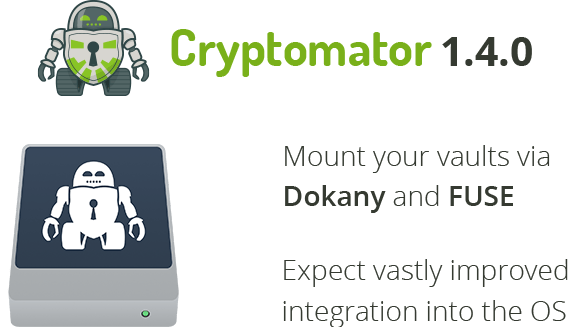 Cryptomator 1.4.0
Mount your vaults via
Dokany and FUSE
Expect vastly improved
integration into the OS